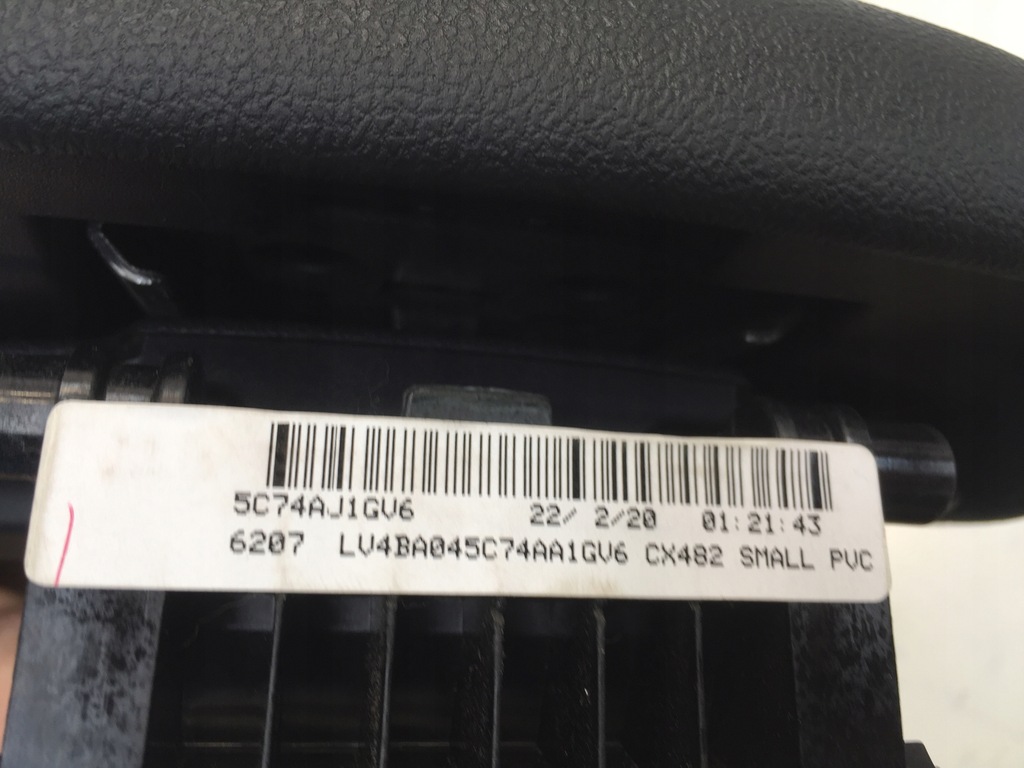 5C74AJ1GV6 22/ 2/20 01:21:43
6207 LV4BA045C74AA1GV6 CX482 SMALL PVC